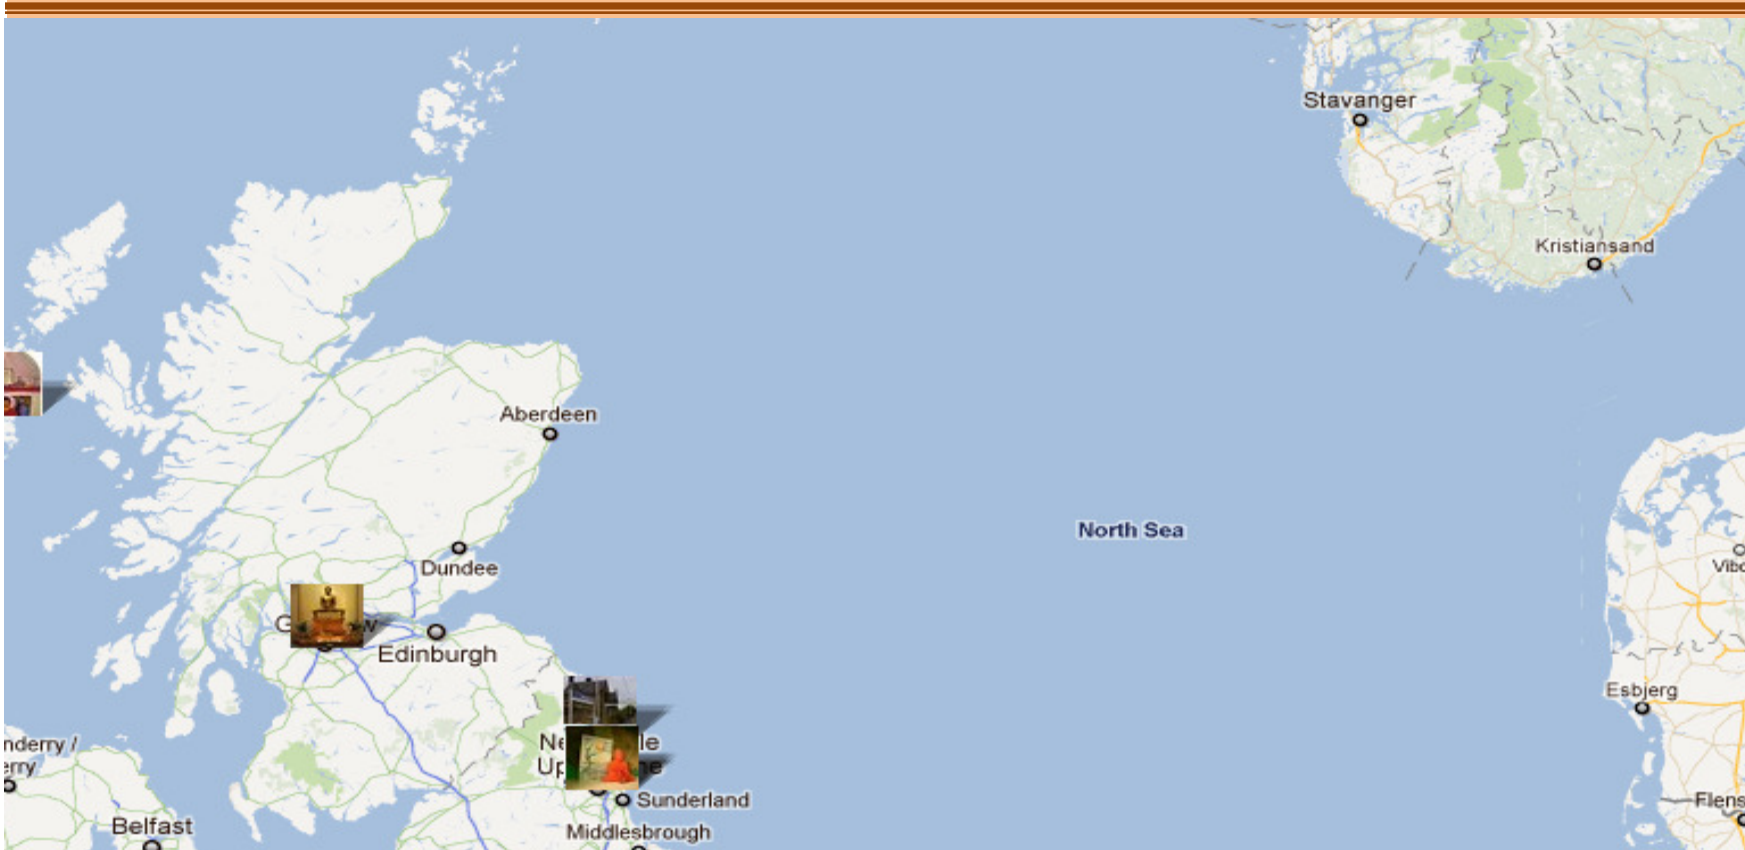 Stavanger
Kristiansand
Aberdeen
North Sea
Dundee
Edinburgh
Esbjerg
Sunderland
Belfast
Middlesbrough